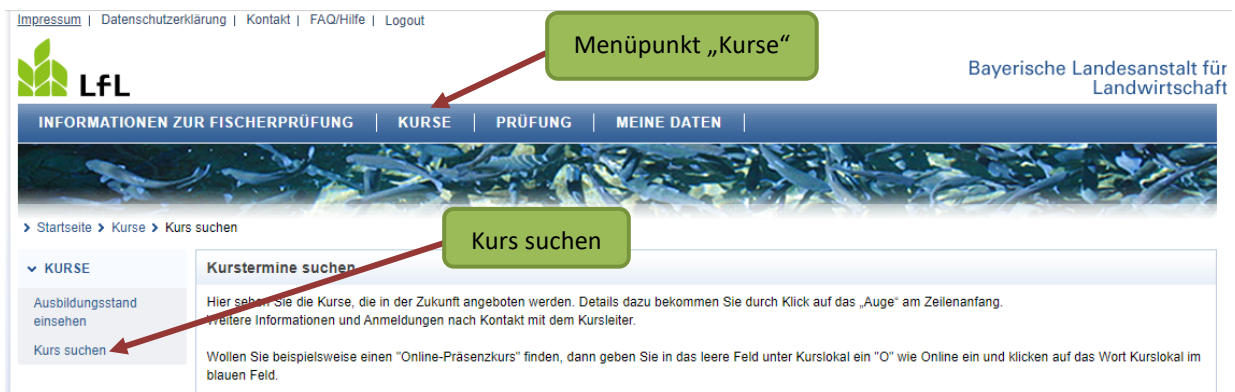 Impressum | Datenschutzerklärung | Kontakt | FAQ/Hilfe | Logout
Menüpunkt „Kurse“
LfL
Bayerische Landesanstalt für
Landwirtschaft
INFORMATIONEN ZUR FISCHERPRÜFUNG | KURSE | PRÜFUNG | MEINE DATEN |
Startseite > Kurse > Kurs suchen
Kurs suchen
KURSE
Ausbildungsstand
einsehen
Kurs suchen
Kurstermine suchen
Hier sehen Sie die Kurse, die in der Zukunft angeboten werden. Details dazu bekommen Sie durch Klick auf das „Auge“ am Zeilenanfang.
Weitere Informationen und Anmeldungen nach Kontakt mit dem Kursleiter.
Wollen Sie beispielsweise einen "Online-Präsenzkurs" finden, dann geben Sie in das leere Feld unter Kurslokal ein "O" wie Online ein und klicken auf das Wort Kurslokal im
blauen Feld.